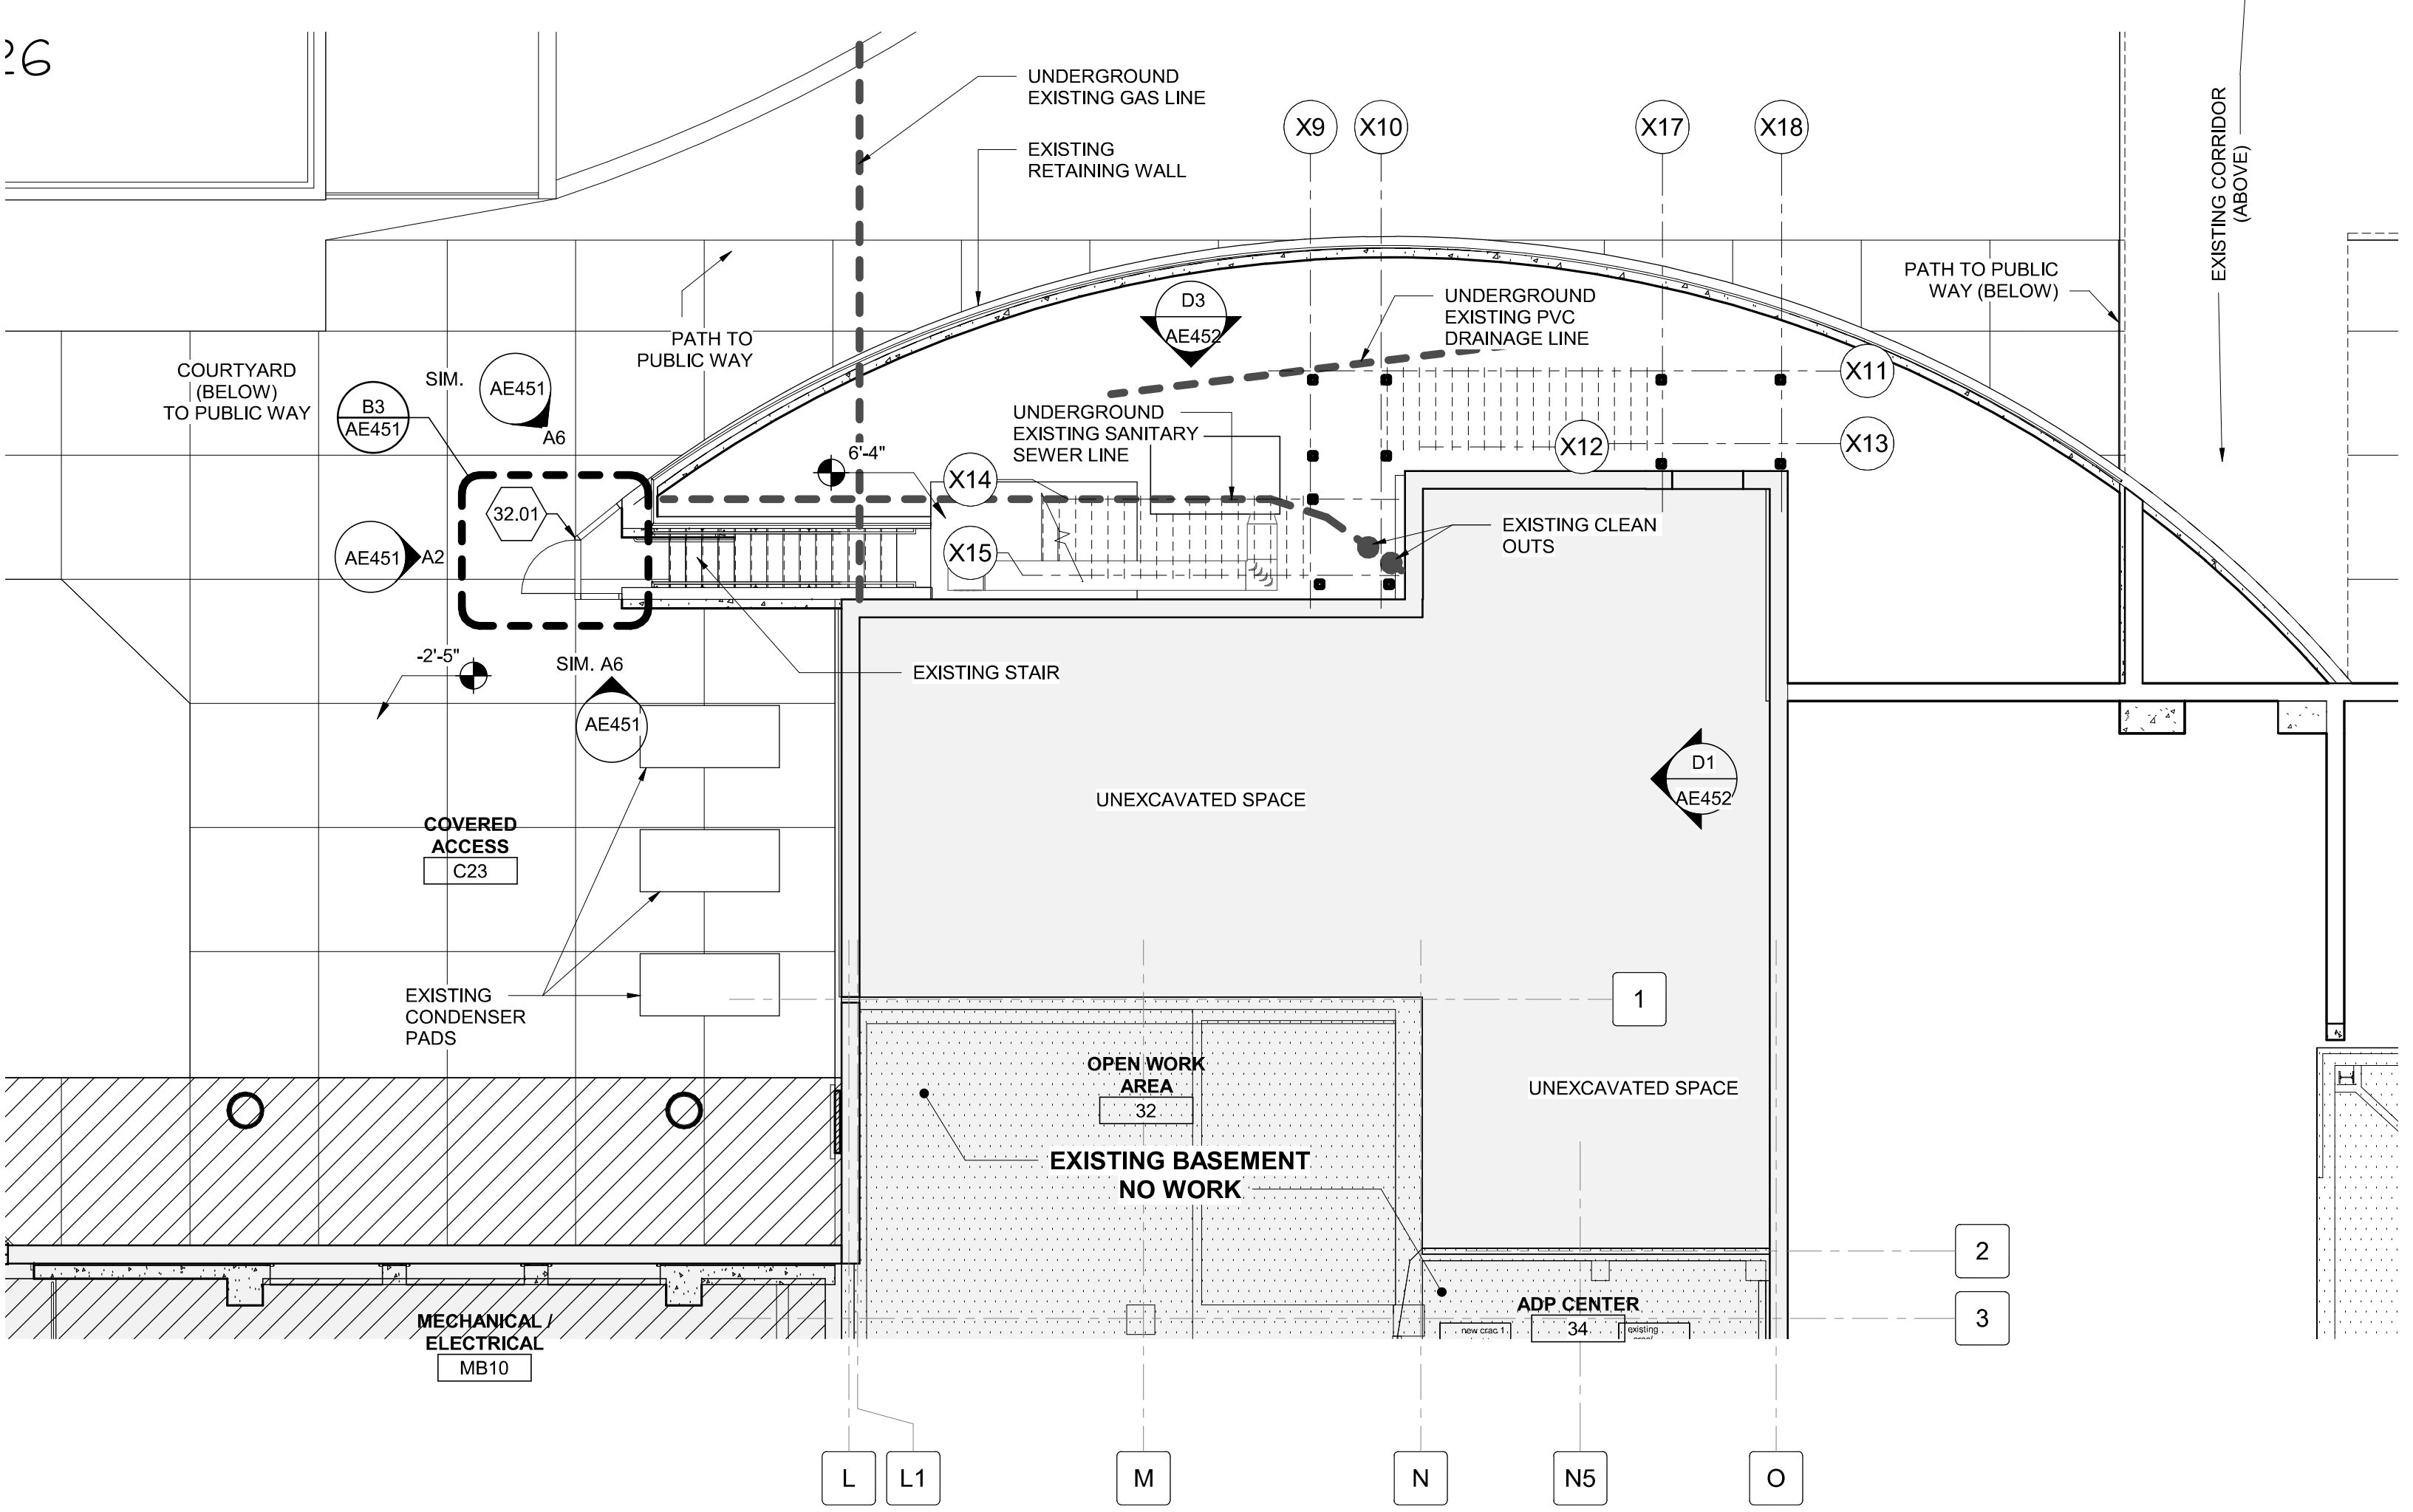 26
UNDERGROUND
EXISTING GAS LINE
EXISTING
RETAINING WALL
X9
X10
X17
X18
EXISTING CORRIDOR
(ABOVE)
PATH TO PUBLIC
WAY (BELOW)
D3
AE452
UNDERGROUND
EXISTING PVC
DRAINAGE LINE
PATH TO
PUBLIC WAY
COURTYARD
(BELOW)
TO PUBLIC WAY
SIM.
AE451
A6
B3
AE451
X11
UNDERGROUND
EXISTING SANITARY
SEWER LINE
X12
X13
6'-4"
X14
32.01
EXISTING CLEAN
OUTS
AE451
A2
X15
-2'-5"
SIM. A6
AE451
EXISTING STAIR
D1
AE452
UNEXCAVATED SPACE
COVERED
ACCESS
C23
EXISTING
CONDENSER
PADS
1
OPEN WORK
AREA
32
UNEXCAVATED SPACE
EXISTING BASEMENT
NO WORK
2
ADP CENTER
34
new crac 1
existing
3
MECHANICAL /
ELECTRICAL
MB10
L
L1
M
N
N5
O